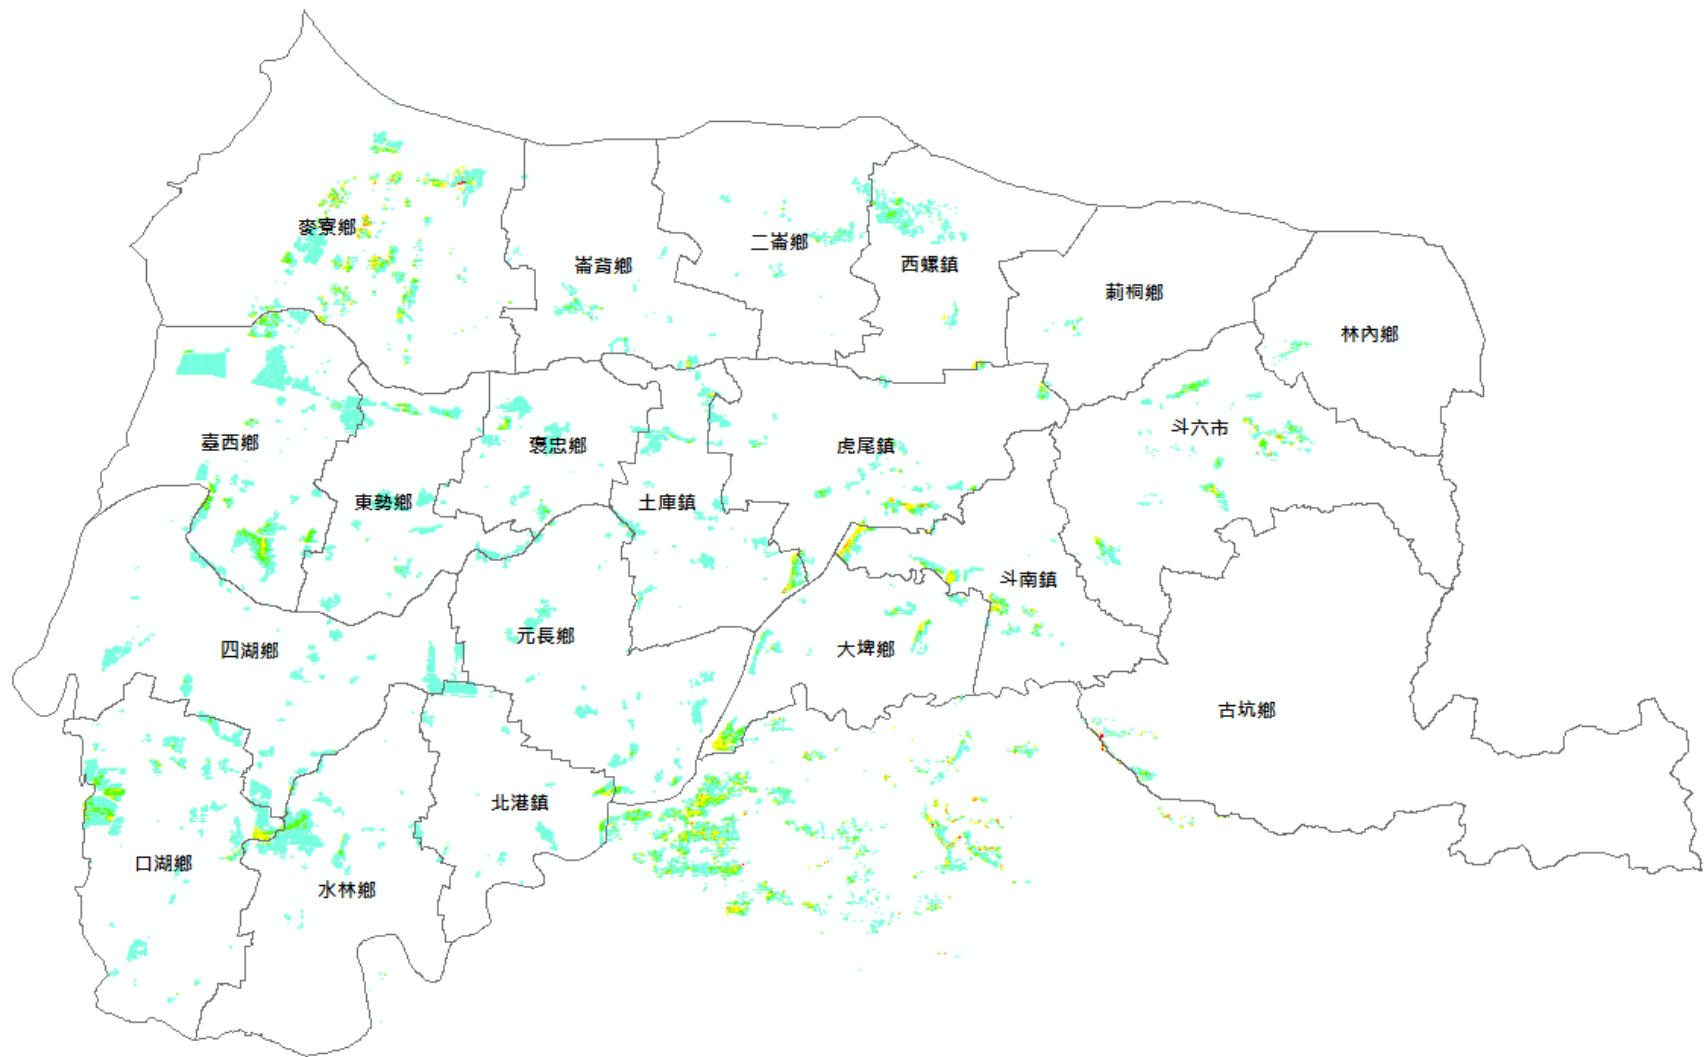 麥寮鄉
崙背鄉
二崙鄉
西螺鎮
莿桐鄉
林內鄉
臺西鄉
東勢鄉
褒忠鄉
土庫鎮
虎尾鎮
斗六市
斗南鎮
四湖鄉
元長鄉
大埤鄉
古坑鄉
北港鎮
口湖鄉
水林鄉